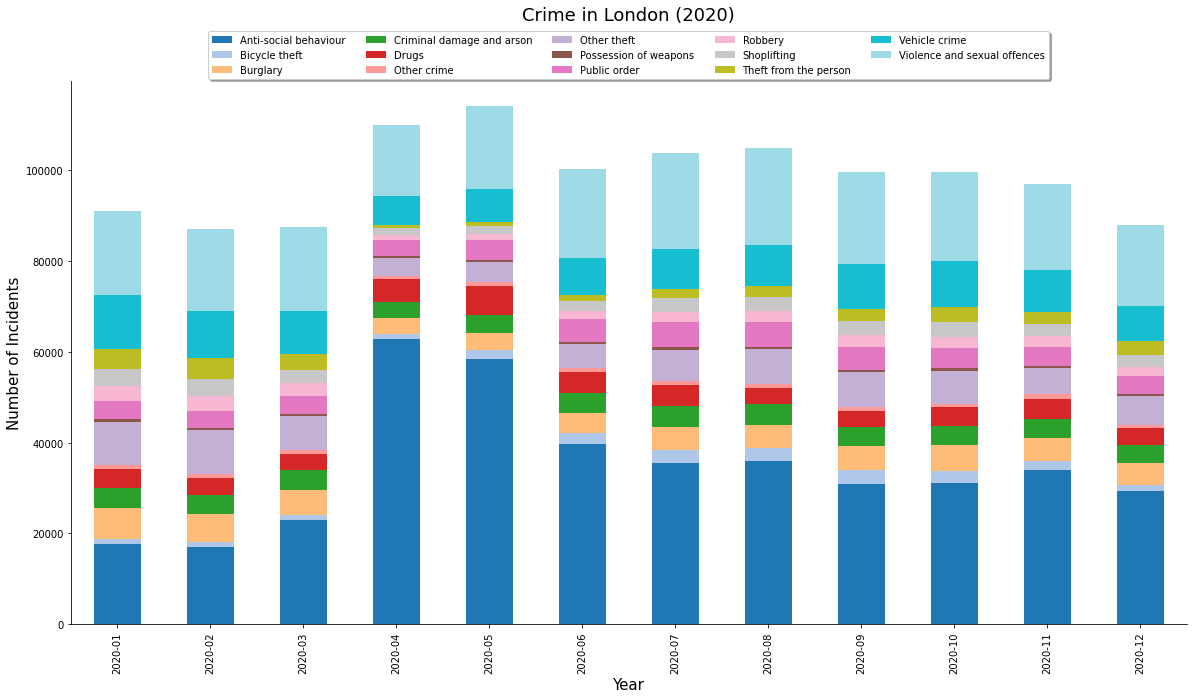 Crime in London (2020)
Anti-social behaviour
Bicycle theft
Burglary
Criminal damage and arson
Drugs
Other crime
Other theft
Possession of weapons
Public order
Robbery
Shoplifting
Theft from the person
Vehicle crime
Violence and sexual offences
Number of Incidents
100000
80000
60000
40000
20000
0
2020-01
2020-02
2020-03
2020-04
2020-05
2020-06
2020-07
2020-08
2020-09
2020-10
2020-11
2020-12
Year